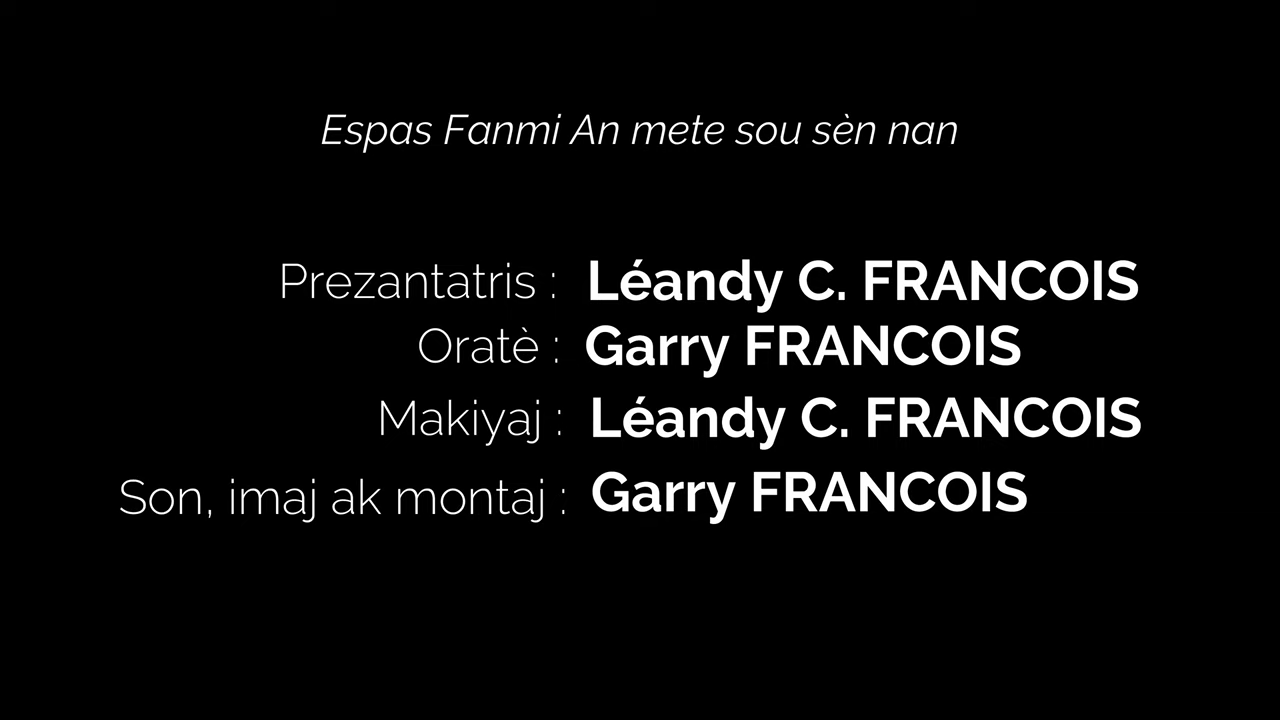 Espas Fanmi An mete sou sèn nan
Prezantatris : Léandy C. FRANCOIS
Oratè : Garry FRANCOIS
Makiyaj : Léandy C. FRANCOIS
Son, imaj ak montaj : Garry FRANCOIS